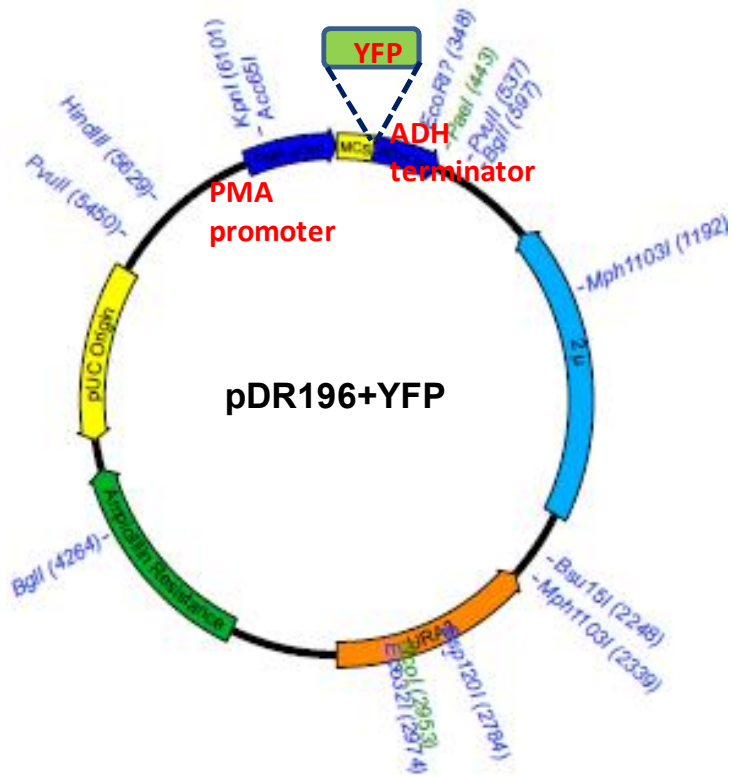 YFP
KpnI (6101)
Acc65I
EcoRI? (348)
PaeI (443)
PvuII (537)
BglI (597)
HindIII (5629)
PvuII (5450)
MCS
ADH
terminator
PMA
promoter
Mph1103I (1192)
2 u
pUC Origin
pDR196+YFP
Ampicillin Resistance
BglI (4264)
Bsu15I (2248)
Mph1103I (2339)
URA3
(2784)
(2953)
(2974)